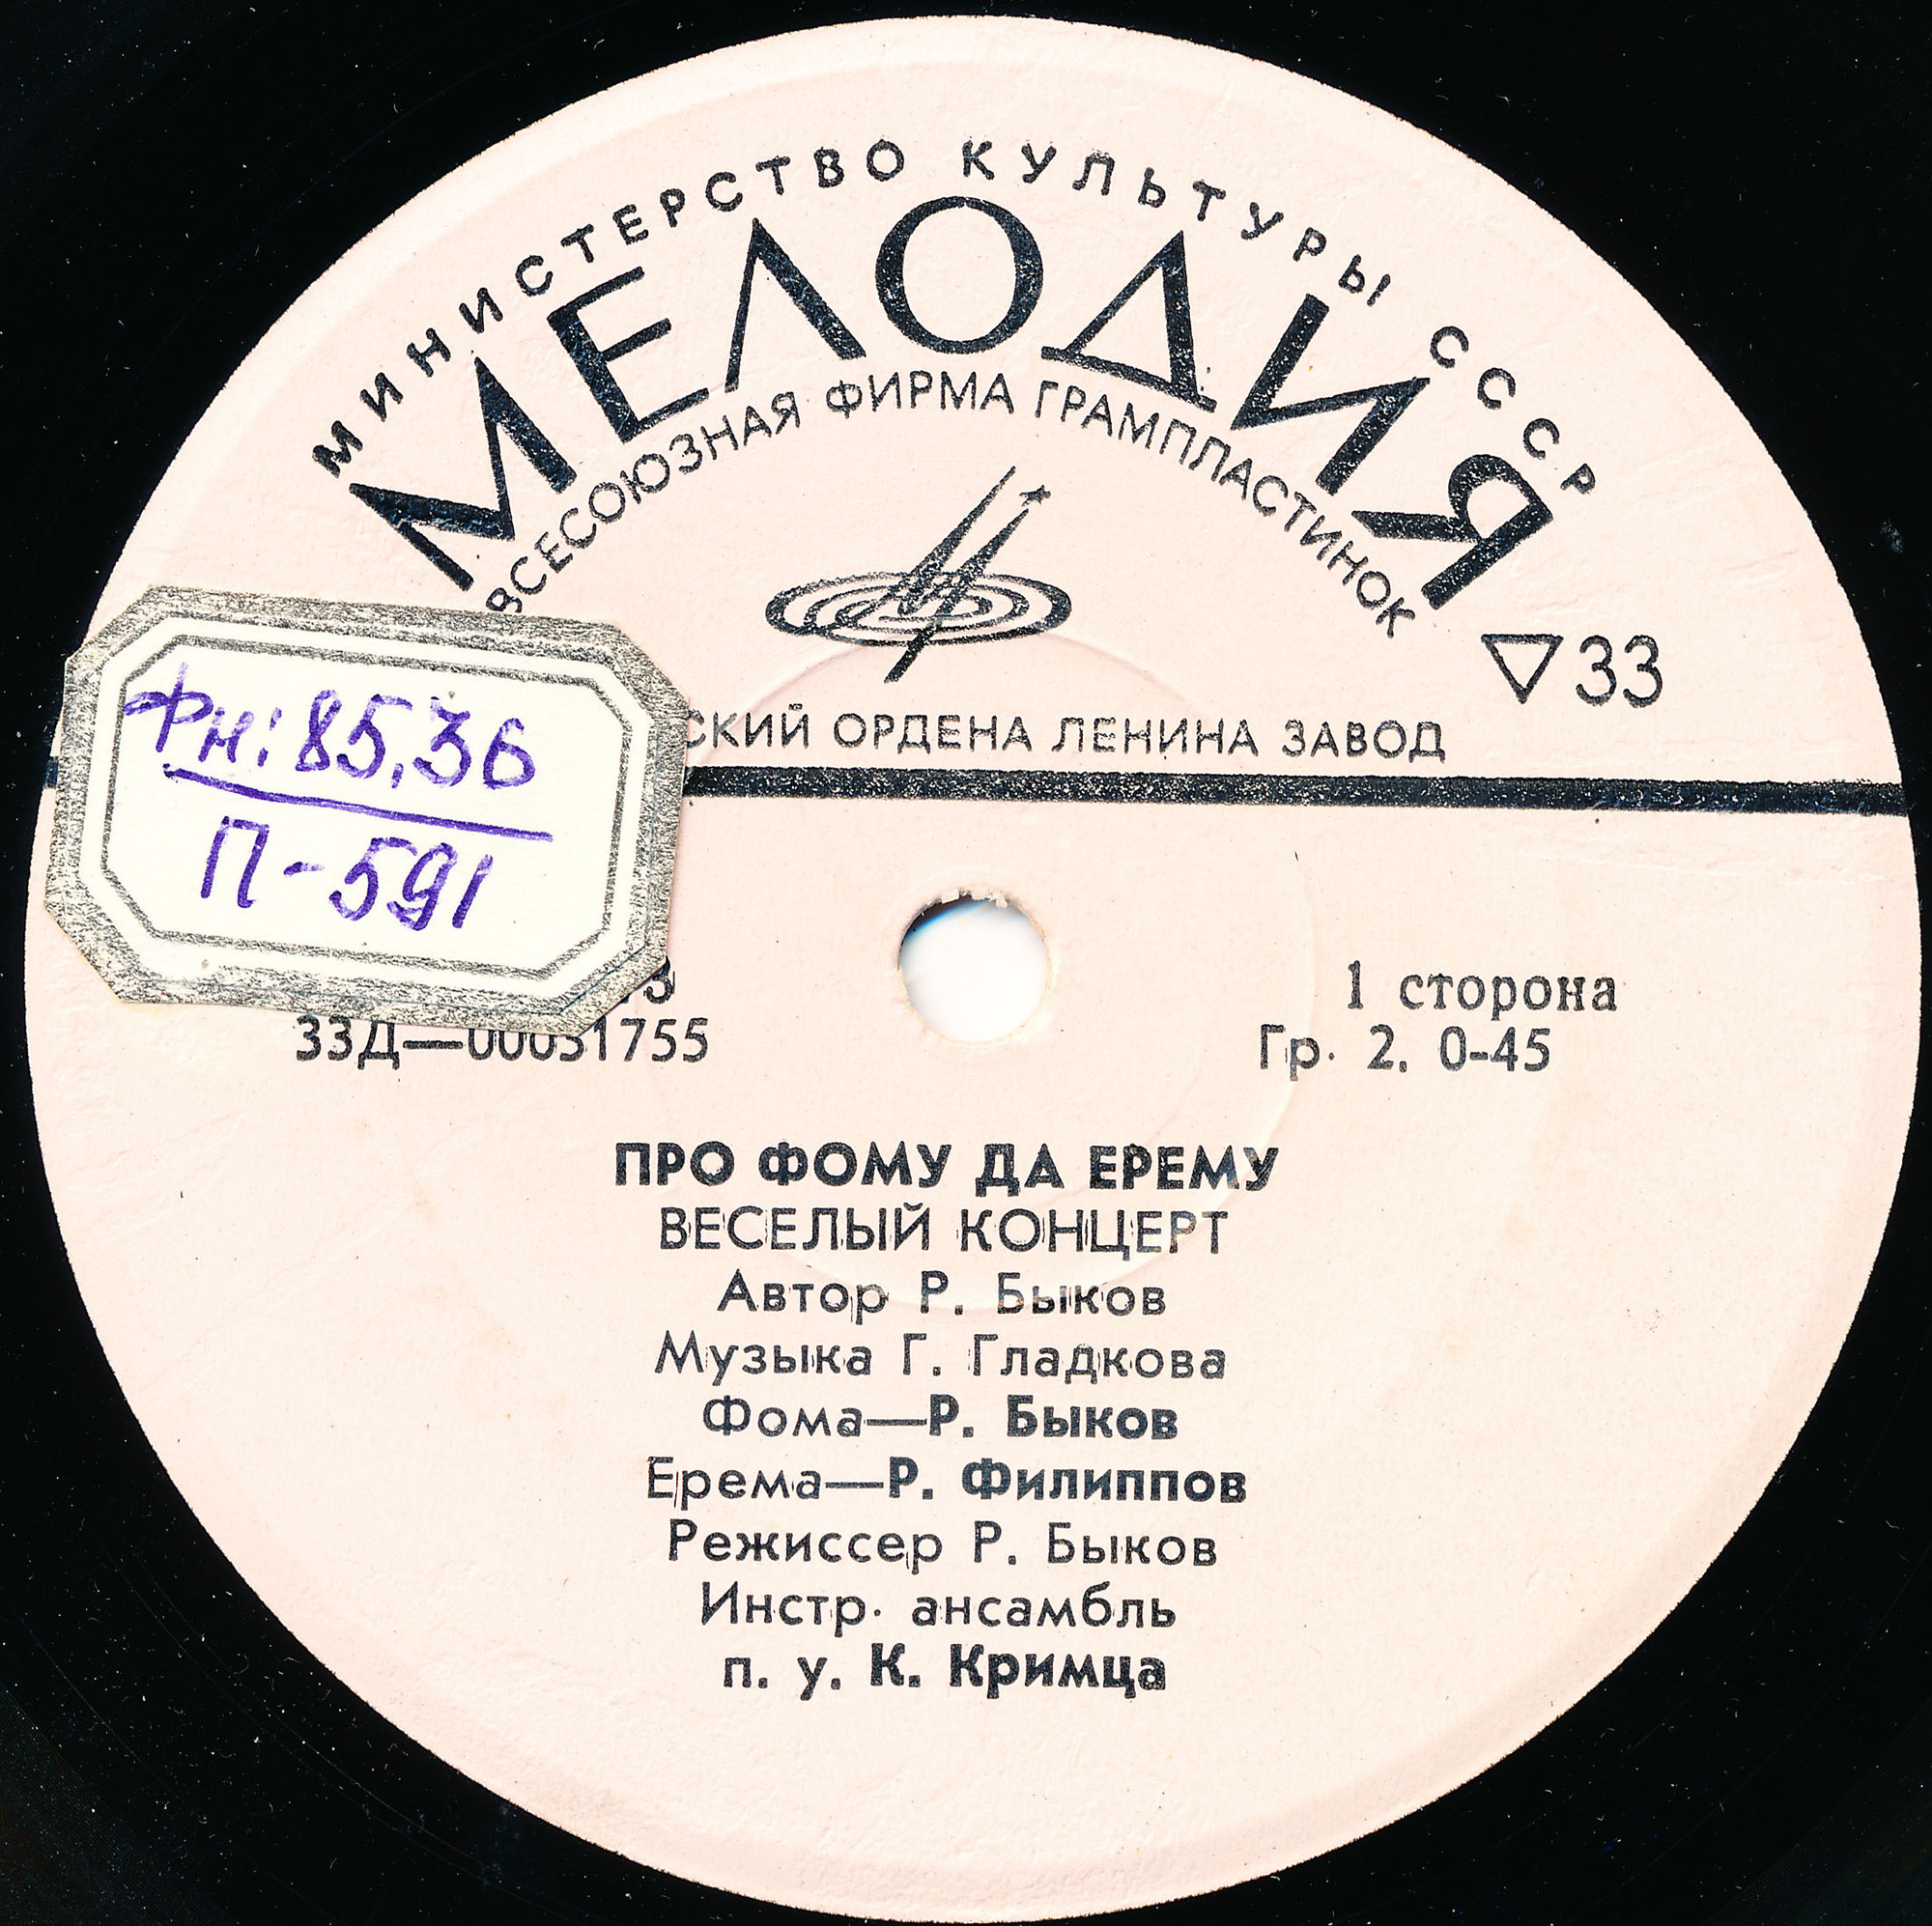 МИНИСТЕРСТВО КУЛЬТУРЫ СССР
МЕЛОДИЯ
ВСЕСОЮЗНАЯ ФИРМА ГРАМПЛАСТИНОК
33
ОРДЕНА ЛЕНИНА ЗАВОД
Фн: 85,36
П-591
1 сторона
33Д—00031755
Гр. 2. 0-45
ПРО ФОМУ ДА ЕРЕМУ
ВЕСЕЛЫЙ КОНЦЕРТ
Автор Р. Быков
Музыка Г. Гладкова
Фома—Р. Быков
Ерема—Р. Филиппов
Режиссер Р. Быков
Инстр. ансамбль
п. у. К. Кримца